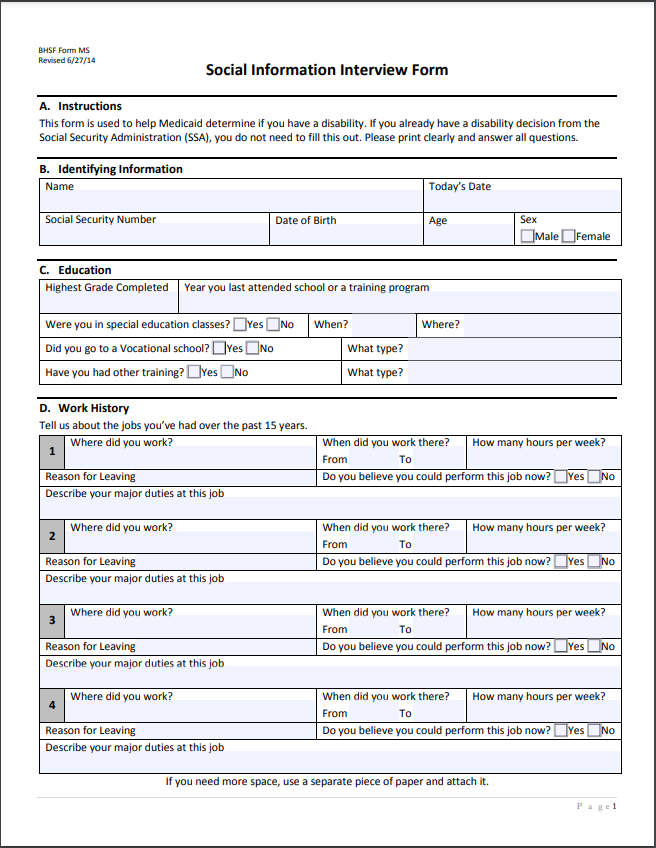 BHSF Form MS
Revised 6/27/14
Social Information Interview Form
A. Instructions
This form is used to help Medicaid determine if you have a disability. If you already have a disability decision from the
Social Security Administration (SSA), you do not need to fill this out. Please print clearly and answer all questions.
B. Identifying Information
Name Today's Date
Social Security Number Date of Birth Age Sex
Male Female
C. Education
Highest Grade Completed Year you last attended school or a training program
Were you in special education classes? Yes No When? Where?
Did you go to a Vocational school? Yes No What type?
Have you had other training? Yes No What type?
D. Work History
Tell us about the jobs you've had over the past 15 years.
1 Where did you work? When did you work there? How many hours per week?
From To
Reason for Leaving Do you believe you could perform this job now? Yes No
Describe your major duties at this job
2 Where did you work? When did you work there? How many hours per week?
From To
Reason for Leaving Do you believe you could perform this job now? Yes No
Describe your major duties at this job
3 Where did you work? When did you work there? How many hours per week?
From To
Reason for Leaving Do you believe you could perform this job now? Yes No
Describe your major duties at this job
4 Where did you work? When did you work there? How many hours per week?
From To
Reason for Leaving Do you believe you could perform this job now? Yes No
Describe your major duties at this job
If you need more space, use a separate piece of paper and attach it.
Page 1